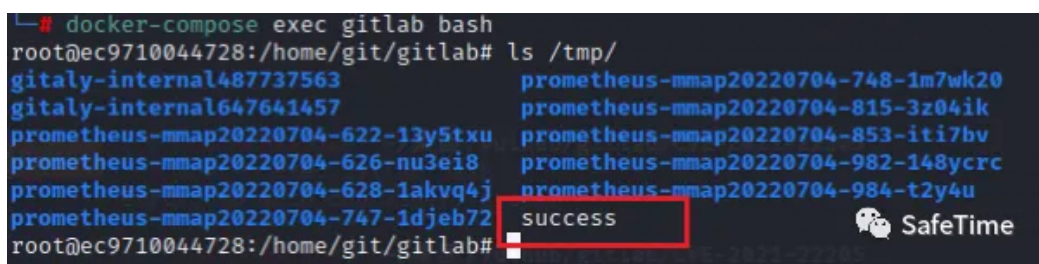 └─# docker-compose exec gitlab bash
root@ec9710044728:/home/git/gitlab# ls /tmp/
gitaly-internal487737563 prometheus-mmap20220704-748-1m7wk20
gitaly-internal647641457 prometheus-mmap20220704-815-3z04ik
prometheus-mmap20220704-622-13y5txu prometheus-mmap20220704-853-iti7bv
prometheus-mmap20220704-626-nu3ei8 prometheus-mmap20220704-982-148ycrc
prometheus-mmap20220704-628-1akvq4j prometheus-mmap20220704-984-t2y4u
prometheus-mmap20220704-747-1djeb72 success
SafeTime
root@ec9710044728:/home/git/gitlab#